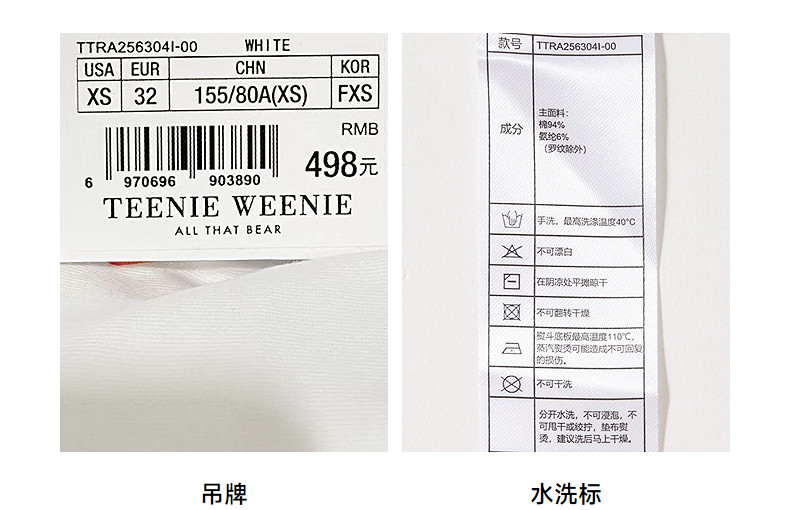 TTRA256304I-00 WHITE
USA EUR CHN KOR
XS 32 155/80A(XS) FXS
RMB
498元
6 970696 903890
TEENIE WEENIE
ALL THAT BEAR
吊牌
款号 TTRA256304I-00
成分
主面料：
棉94%
氨纶6%
（罗纹除外）
手洗，最高洗涤温度40°C
不可漂白
在阴凉处平摊晾干
不可翻转干燥
熨斗底板最高温度110℃，
蒸汽熨烫可能造成不可回复
的损伤。
不可干洗
分开水洗，不可浸泡，不
可甩干或绞拧，垫布熨
烫，建议洗后马上干燥。
水洗标